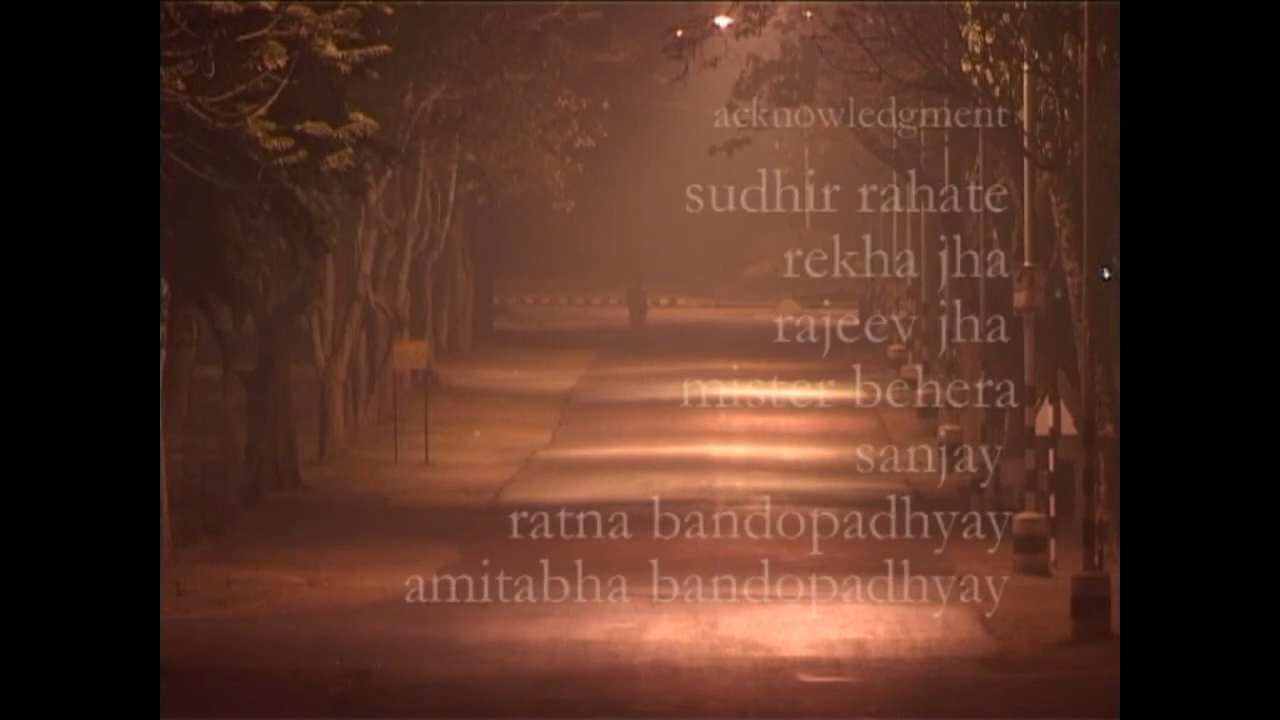 acknowledgment
sudhir rahate
rekha jha
rajeev jha
mister behera
sanjay
ratna bandopadhyay
amitabha bandopadhyay